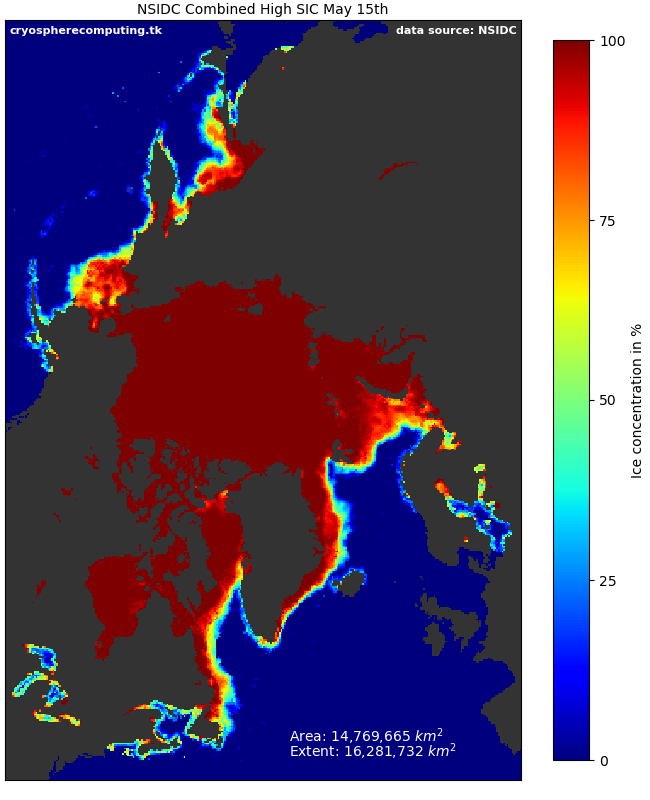 NSIDC Combined High SIC May 15th
cryospherecomputing.tk
data source: NSIDC
100
75
50
25
0
Ice concentration in %
Area: 14,769,665 km²
Extent: 16,281,732 km²